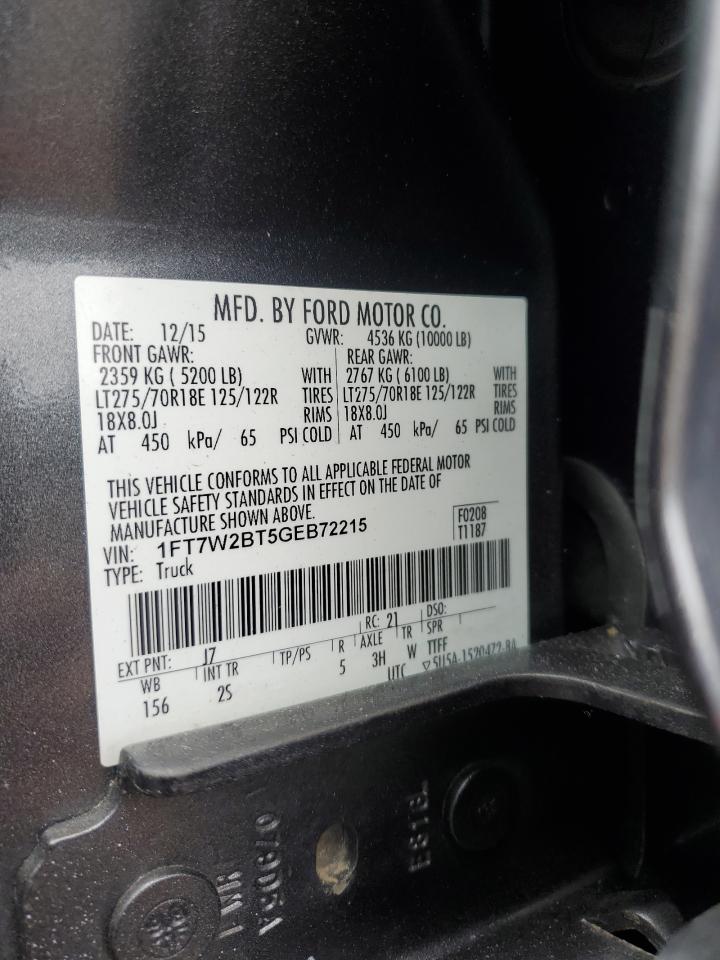 MFD. BY FORD MOTOR CO.
DATE: 12/15 GVWR: 4536 KG (10000 LB)
FRONT GAWR: REAR GAWR:
2359 KG ( 5200 LB) WITH 2767 KG ( 6100 LB) WITH
LT275/70R18E 125/122R TIRES LT275/70R18E 125/122R TIRES
18X8.0J RIMS 18X8.0J RIMS
AT 450 kPa/ 65 PSI COLD AT 450 kPa/ 65 PSI COLD
THIS VEHICLE CONFORMS TO ALL APPLICABLE FEDERAL MOTOR
VEHICLE SAFETY STANDARDS IN EFFECT ON THE DATE OF
MANUFACTURE SHOWN ABOVE.
VIN: 1FT7W2BT5GEB72215 F0208
TYPE: Truck T1187
EXT PNT: J7 RC: 21 DSO:
WB INT TR TP/PS R AXLE TR SPR
156 2S 5 3H W TTFF
UTC ▽5U5A-1520472-BA
E8TB